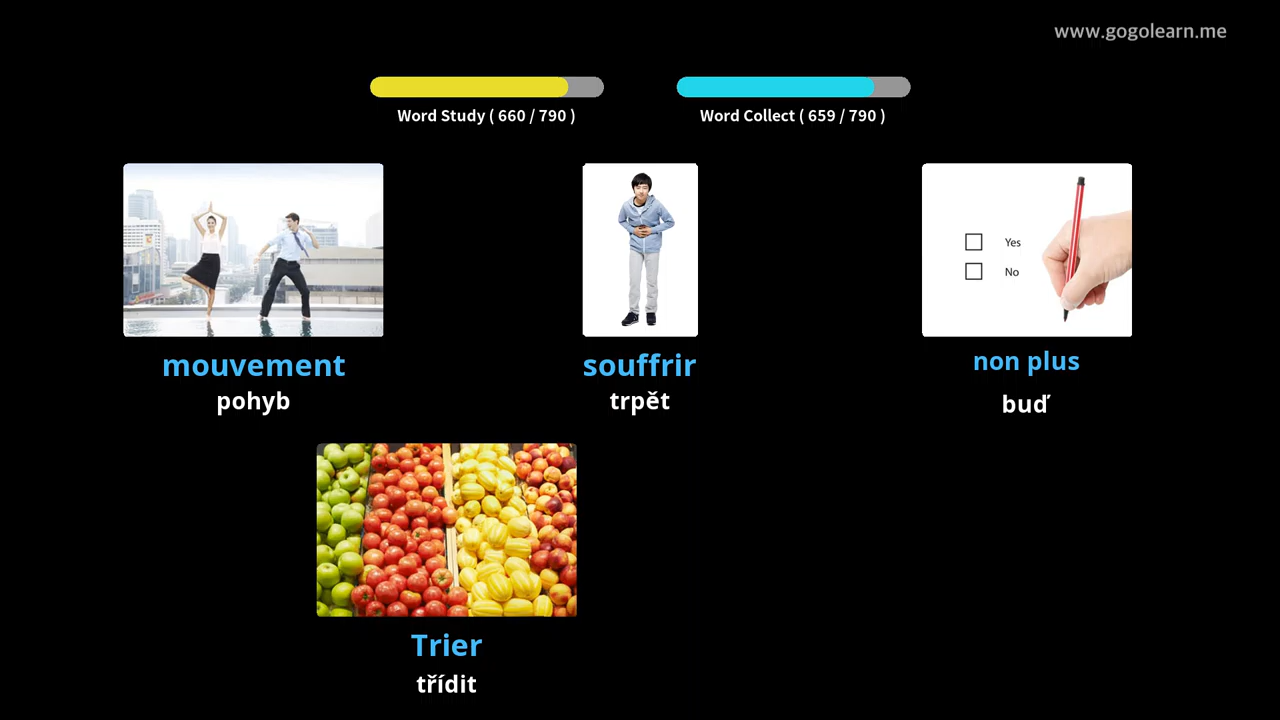 www.gogolearn.me
Word Study ( 660 / 790 )
Word Collect ( 659 / 790 )
Yes
No
mouvement
pohyb
souffrir
trpět
non plus
buď
Trier
třídit